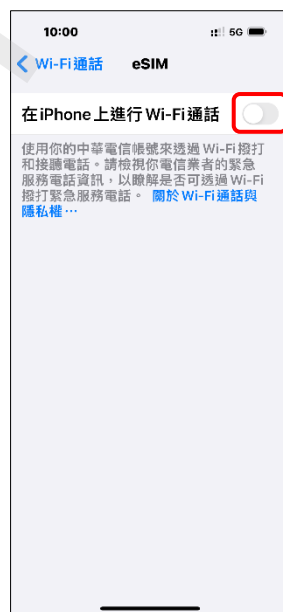 10:00 5G
Wi-Fi通話 eSIM
在iPhone上進行Wi-Fi通話
使用你的中華電信帳號來透過Wi-Fi撥打
和接聽電話。請檢視你電信業者的緊急
服務電話資訊，以瞭解是否可透過Wi-Fi
撥打緊急服務電話。 關於Wi-Fi通話與
隱私權⋯